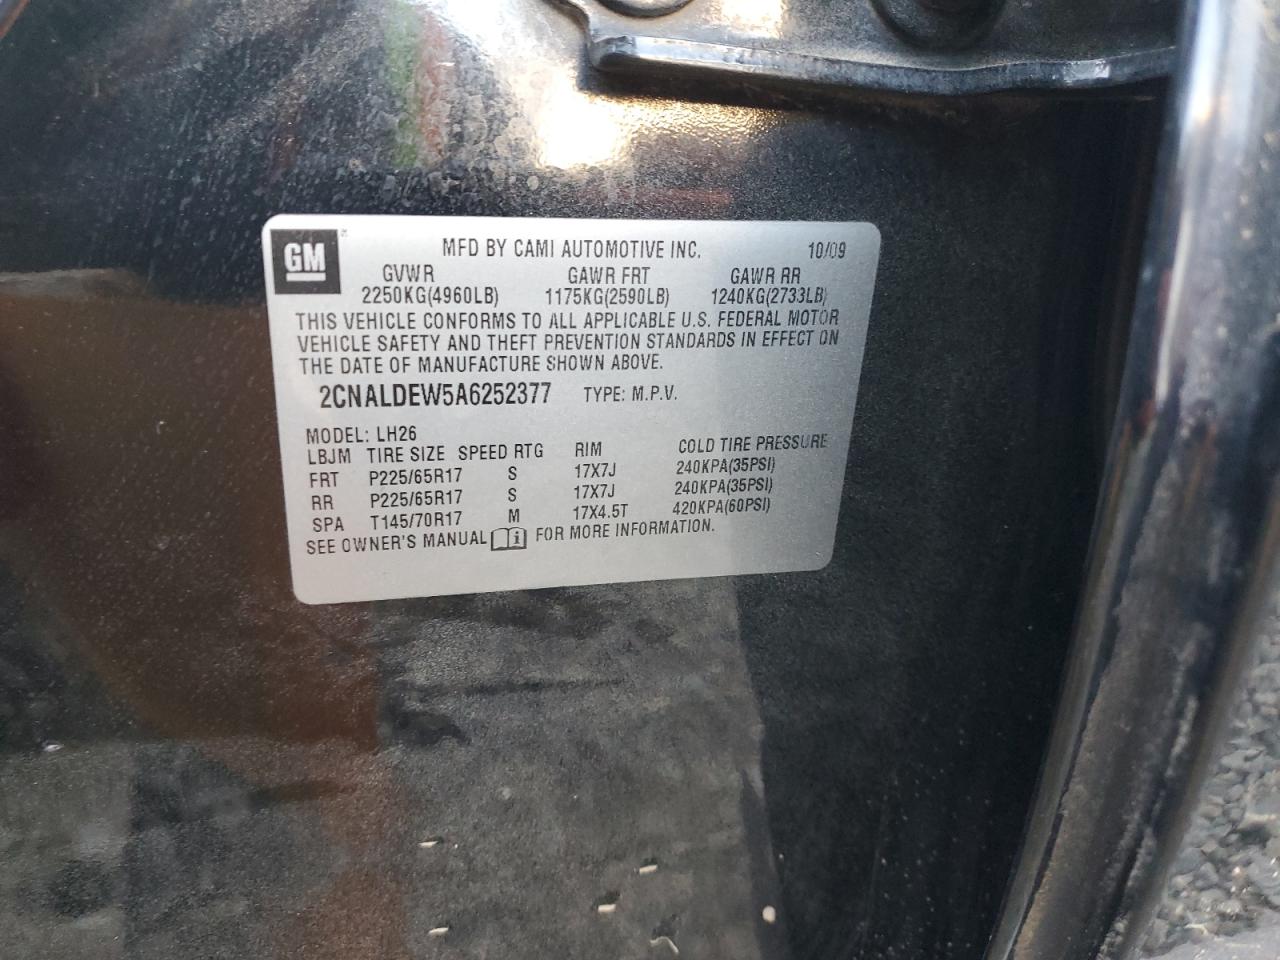 GM MFD BY CAMI AUTOMOTIVE INC. 10/09
GVWR GAWR FRT GAWR RR
2250KG(4960LB) 1175KG(2590LB) 1240KG(2733LB)
THIS VEHICLE CONFORMS TO ALL APPLICABLE U.S. FEDERAL MOTOR
VEHICLE SAFETY AND THEFT PREVENTION STANDARDS IN EFFECT ON
THE DATE OF MANUFACTURE SHOWN ABOVE.
2CNALDEW5A6252377 TYPE: M.P.V.
MODEL: LH26
LBJM TIRE SIZE SPEED RTG RIM COLD TIRE PRESSURE
FRT P225/65R17 S 17X7J 240KPA(35PSI)
RR P225/65R17 S 17X7J 240KPA(35PSI)
SPA T145/70R17 M 17X4.5T 420KPA(60PSI)
SEE OWNER'S MANUAL i FOR MORE INFORMATION.